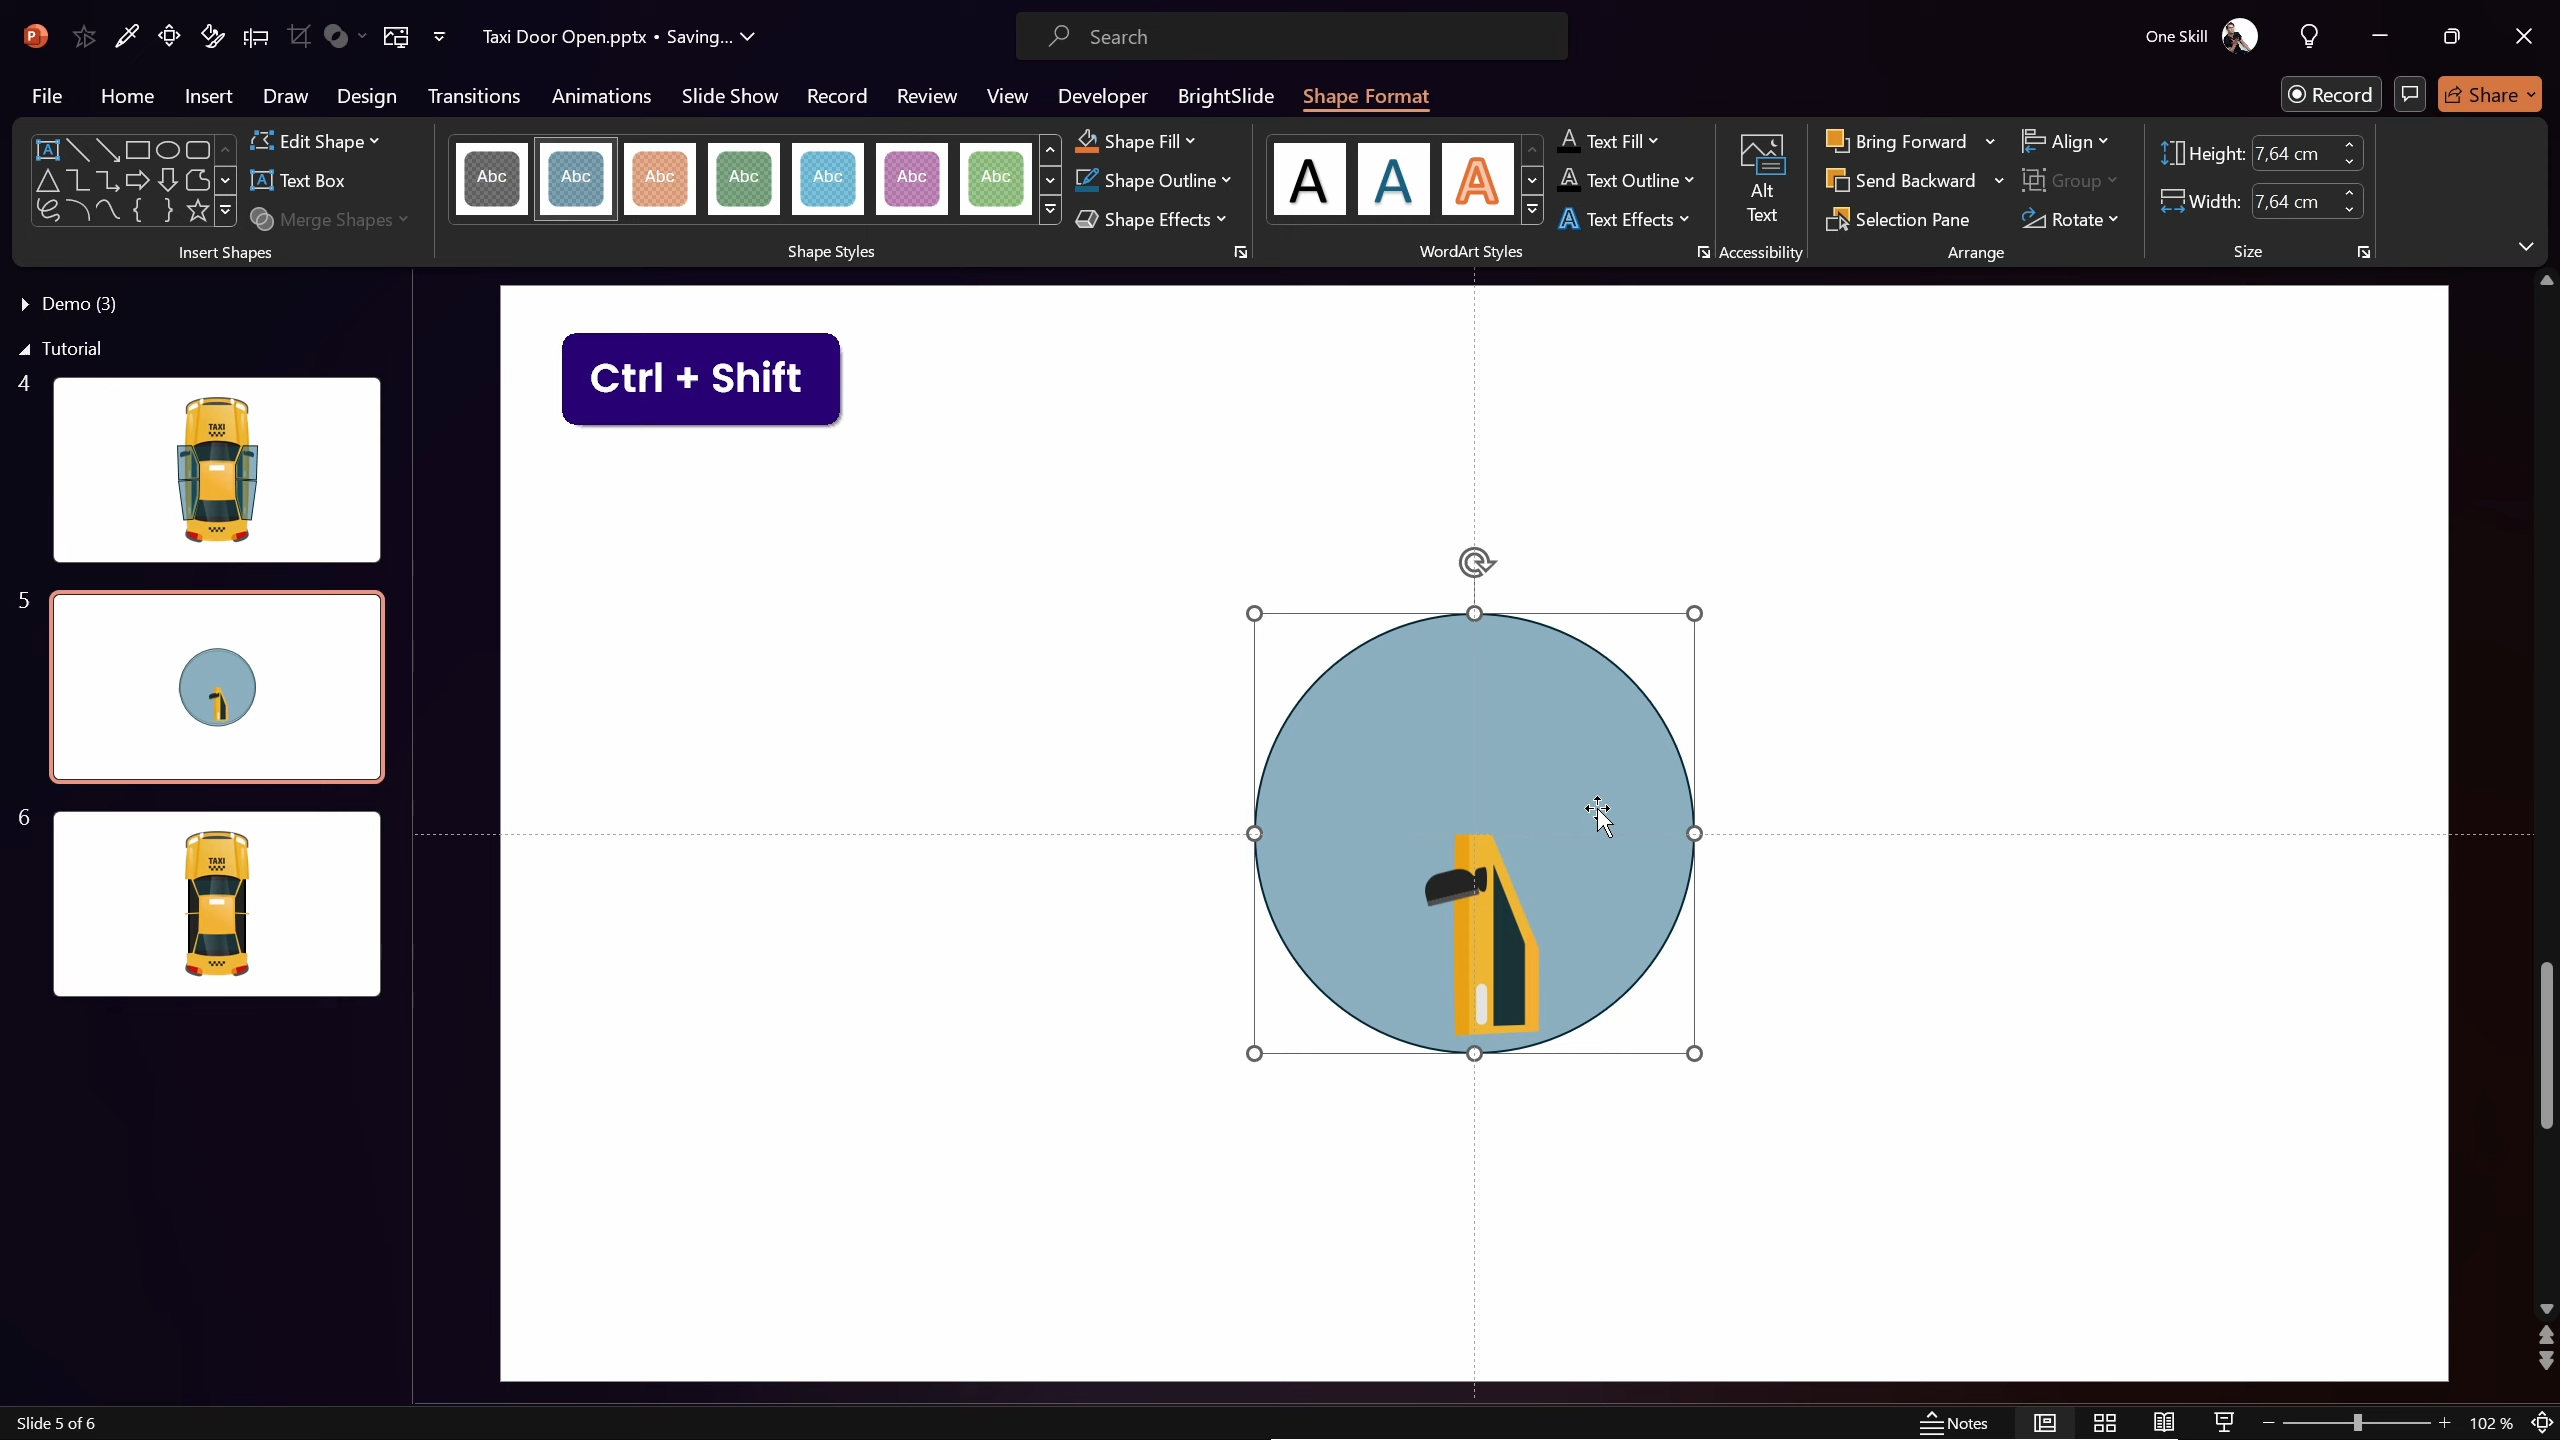 Taxi Door Open.pptx • Saving...
Search
One Skill
File Home Insert Draw Design Transitions Animations Slide Show Record Review View Developer BrightSlide Shape Format
Record
Share
Edit Shape
Text Box
Merge Shapes
Insert Shapes
Abc Abc Abc Abc Abc Abc Abc
Shape Fill
Shape Outline
Shape Effects
Shape Styles
A A A
Text Fill
Text Outline
Text Effects
WordArt Styles
Alt
Text
Accessibility
Bring Forward
Send Backward
Selection Pane
Align
Group
Rotate
Arrange
Height: 7,64 cm
Width: 7,64 cm
Size
Demo (3)
Tutorial
4
TAXI
5
6
TAXI
Ctrl + Shift
Slide 5 of 6
Notes
102 %